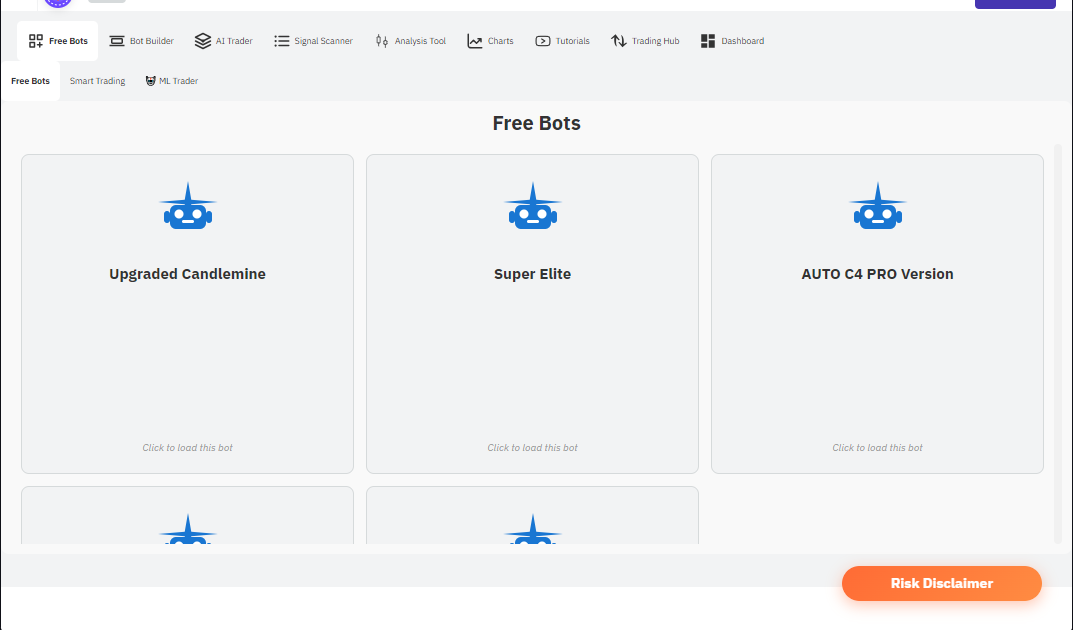 Free Bots Bot Builder AI Trader Signal Scanner Analysis Tool Charts Tutorials Trading Hub Dashboard
Free Bots Smart Trading ML Trader
Free Bots
Upgraded Candlemine Super Elite AUTO C4 PRO Version
Click to load this bot Click to load this bot Click to load this bot
Risk Disclaimer